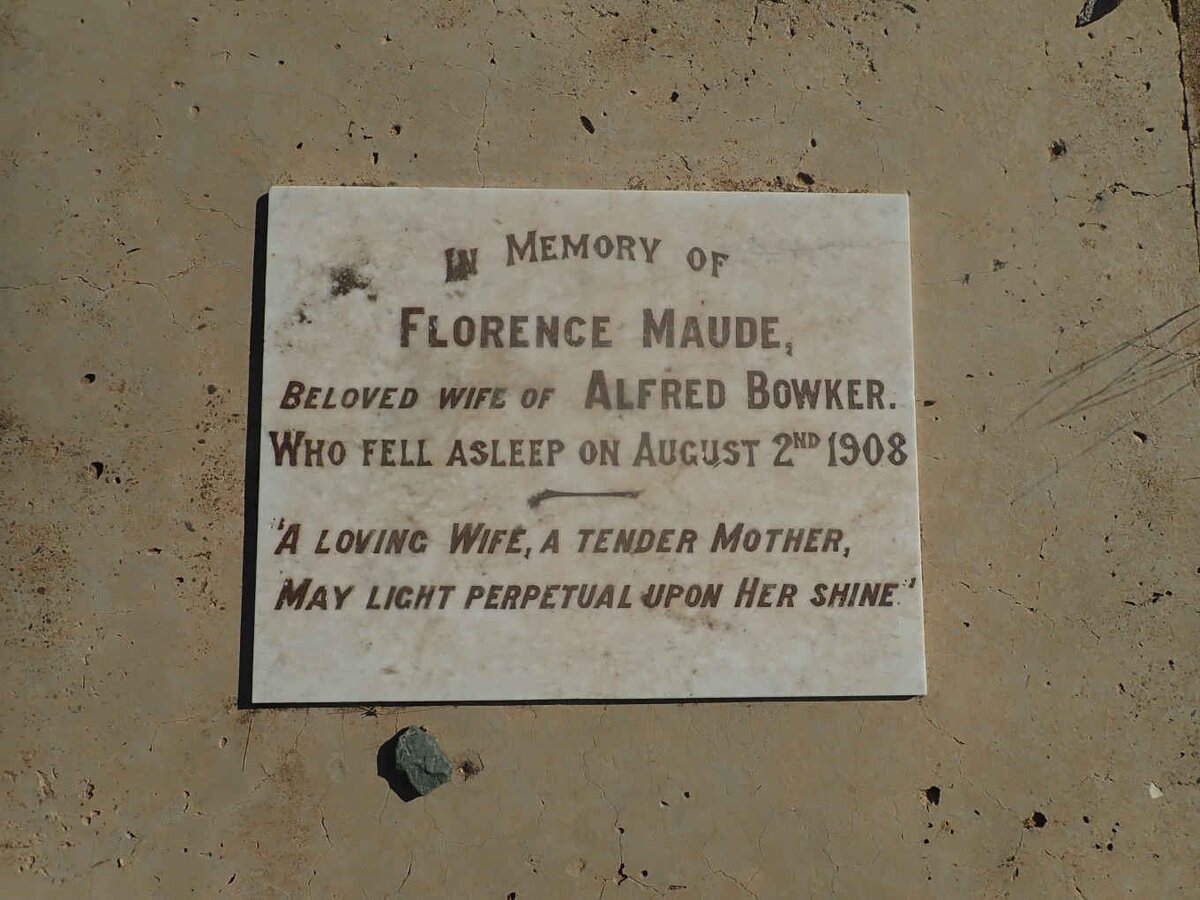 IN MEMORY OF
FLORENCE MAUDE,
BELOVED WIFE OF ALFRED BOWKER.
WHO FELL ASLEEP ON AUGUST 2ND 1908
'A LOVING WIFE, A TENDER MOTHER,
MAY LIGHT PERPETUAL UPON HER SHINE.'